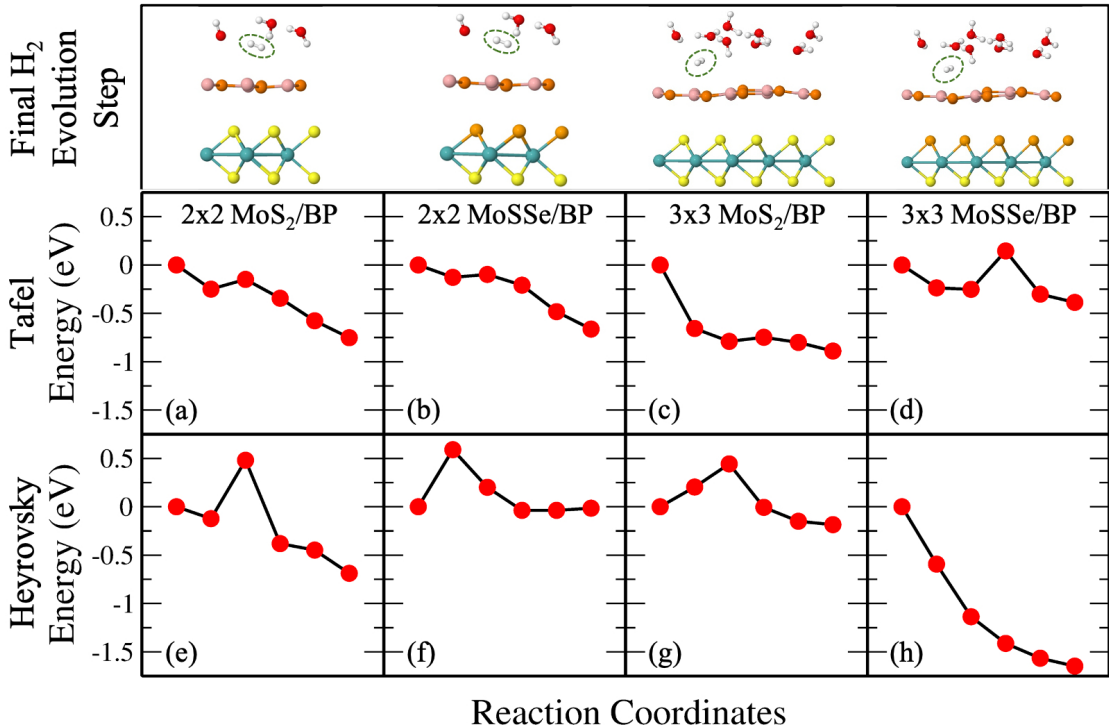 Final H₂
Evolution
Step
2x2 MoS₂/BP
2x2 MoSSe/BP
3x3 MoS₂/BP
3x3 MoSSe/BP
Tafel
Energy (eV)
0.5
0
-0.5
-1
-1.5
(a)
(b)
(c)
(d)
Heyrovsky
Energy (eV)
0.5
0
-0.5
-1
-1.5
(e)
(f)
(g)
(h)
Reaction Coordinates